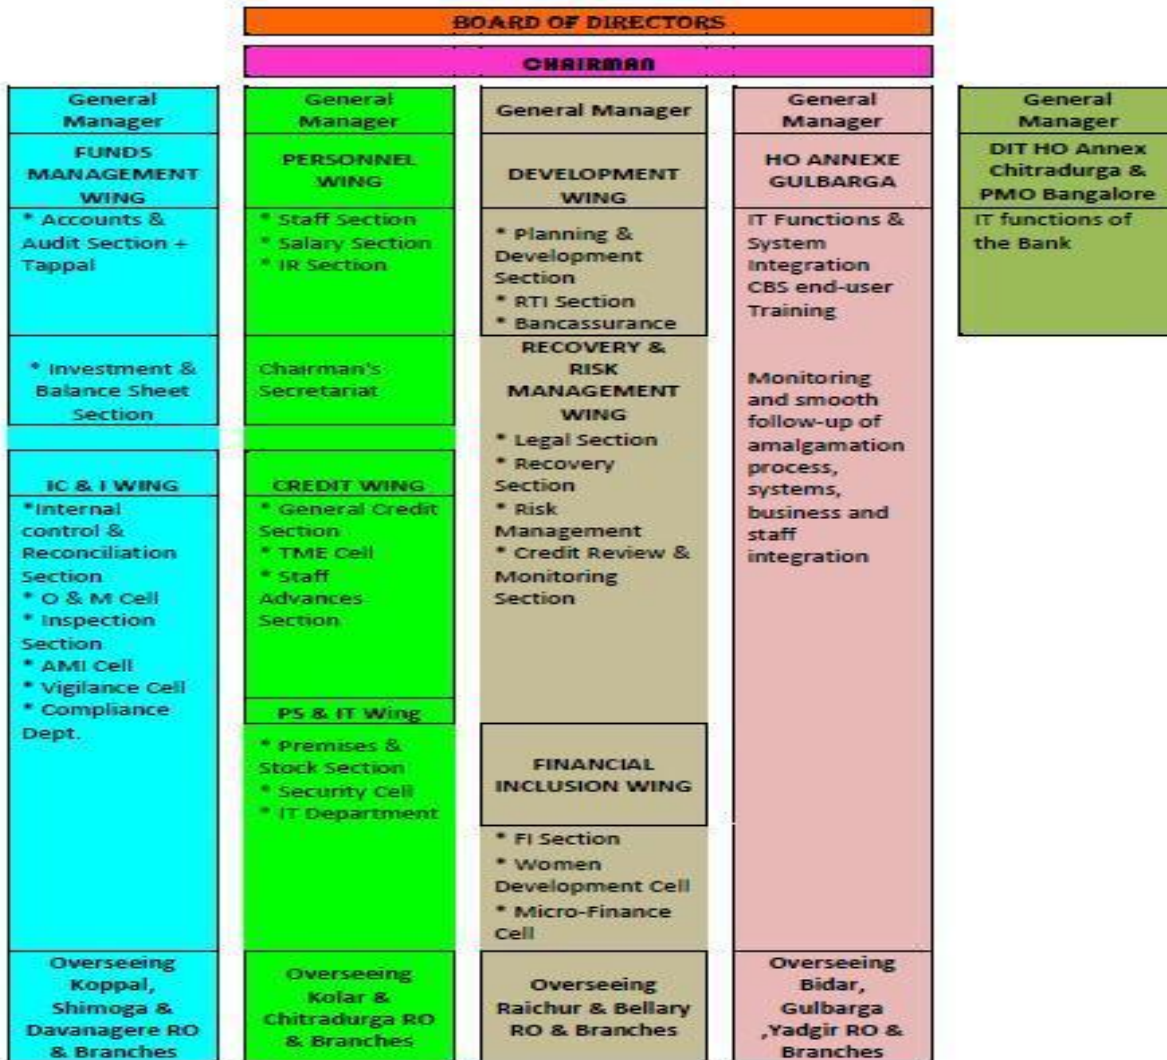 BOARD OF DIRECTORS
CHAIRMAN
General
Manager
FUNDS
MANAGEMENT
WING
* Accounts &
Audit Section +
Tappal
* Investment &
Balance Sheet
Section
IC & I WING
*Internal
control &
Reconciliation
Section
* O & M Cell
* Inspection
Section
* AMI Cell
* Vigilance Cell
* Compliance
Dept.
Overseeing
Koppal,
Shimoga &
Davanagere RO
& Branches
General
Manager
PERSONNEL
WING
* Staff Section
* Salary Section
* IR Section
Chairman's
Secretariat
CREDIT WING
* General Credit
Section
* TME Cell
* Staff
Advances
Section
PS & IT Wing
* Premises &
Stock Section
* Security Cell
* IT Department
Overseeing
Kolar &
Chitradurga RO
& Branches
General Manager
DEVELOPMENT
WING
* Planning &
Development
Section
* RTI Section
* Bancassurance
RECOVERY &
RISK
MANAGEMENT
WING
* Legal Section
* Recovery
Section
* Risk
Management
* Credit Review &
Monitoring
Section
FINANCIAL
INCLUSION WING
* FI Section
* Women
Development Cell
* Micro-Finance
Cell
Overseeing
Raichur & Bellary
RO & Branches
General
Manager
HO ANNEXE
GULBARGA
IT Functions &
System
Integration
CBS end-user
Training
Monitoring
and smooth
follow-up of
amalgamation
process,
systems,
business and
staff
integration
Overseeing
Bidar,
Gulbarga
,Yadgir RO &
Branches
General
Manager
DIT HO Annex
Chitradurga &
PMO Bangalore
IT functions of
the Bank